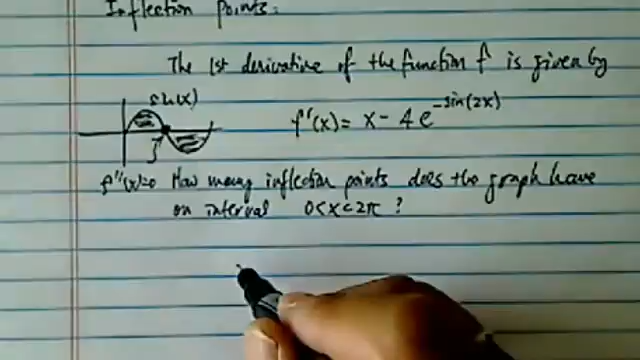 Inflection Points:
The 1st derivative of the function f is given by
sin(x)
f'(x) = x - 4e^{-sin(2x)}
f''(x)=0 How many inflection points does the graph have
on interval 0<x<2π ?